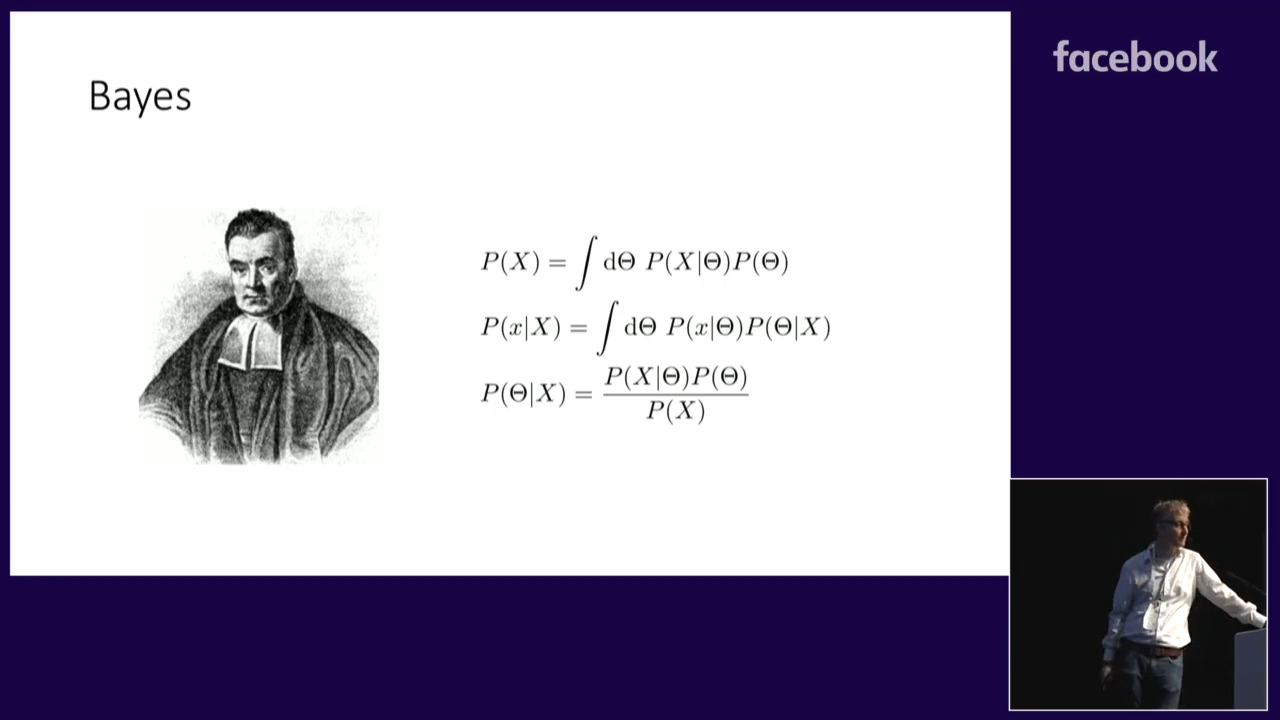 facebook
Bayes
P(X) = ∫ dΘ P(X|Θ)P(Θ)
P(x|X) = ∫ dΘ P(x|Θ)P(Θ|X)
P(Θ|X) = P(X|Θ)P(Θ) / P(X)